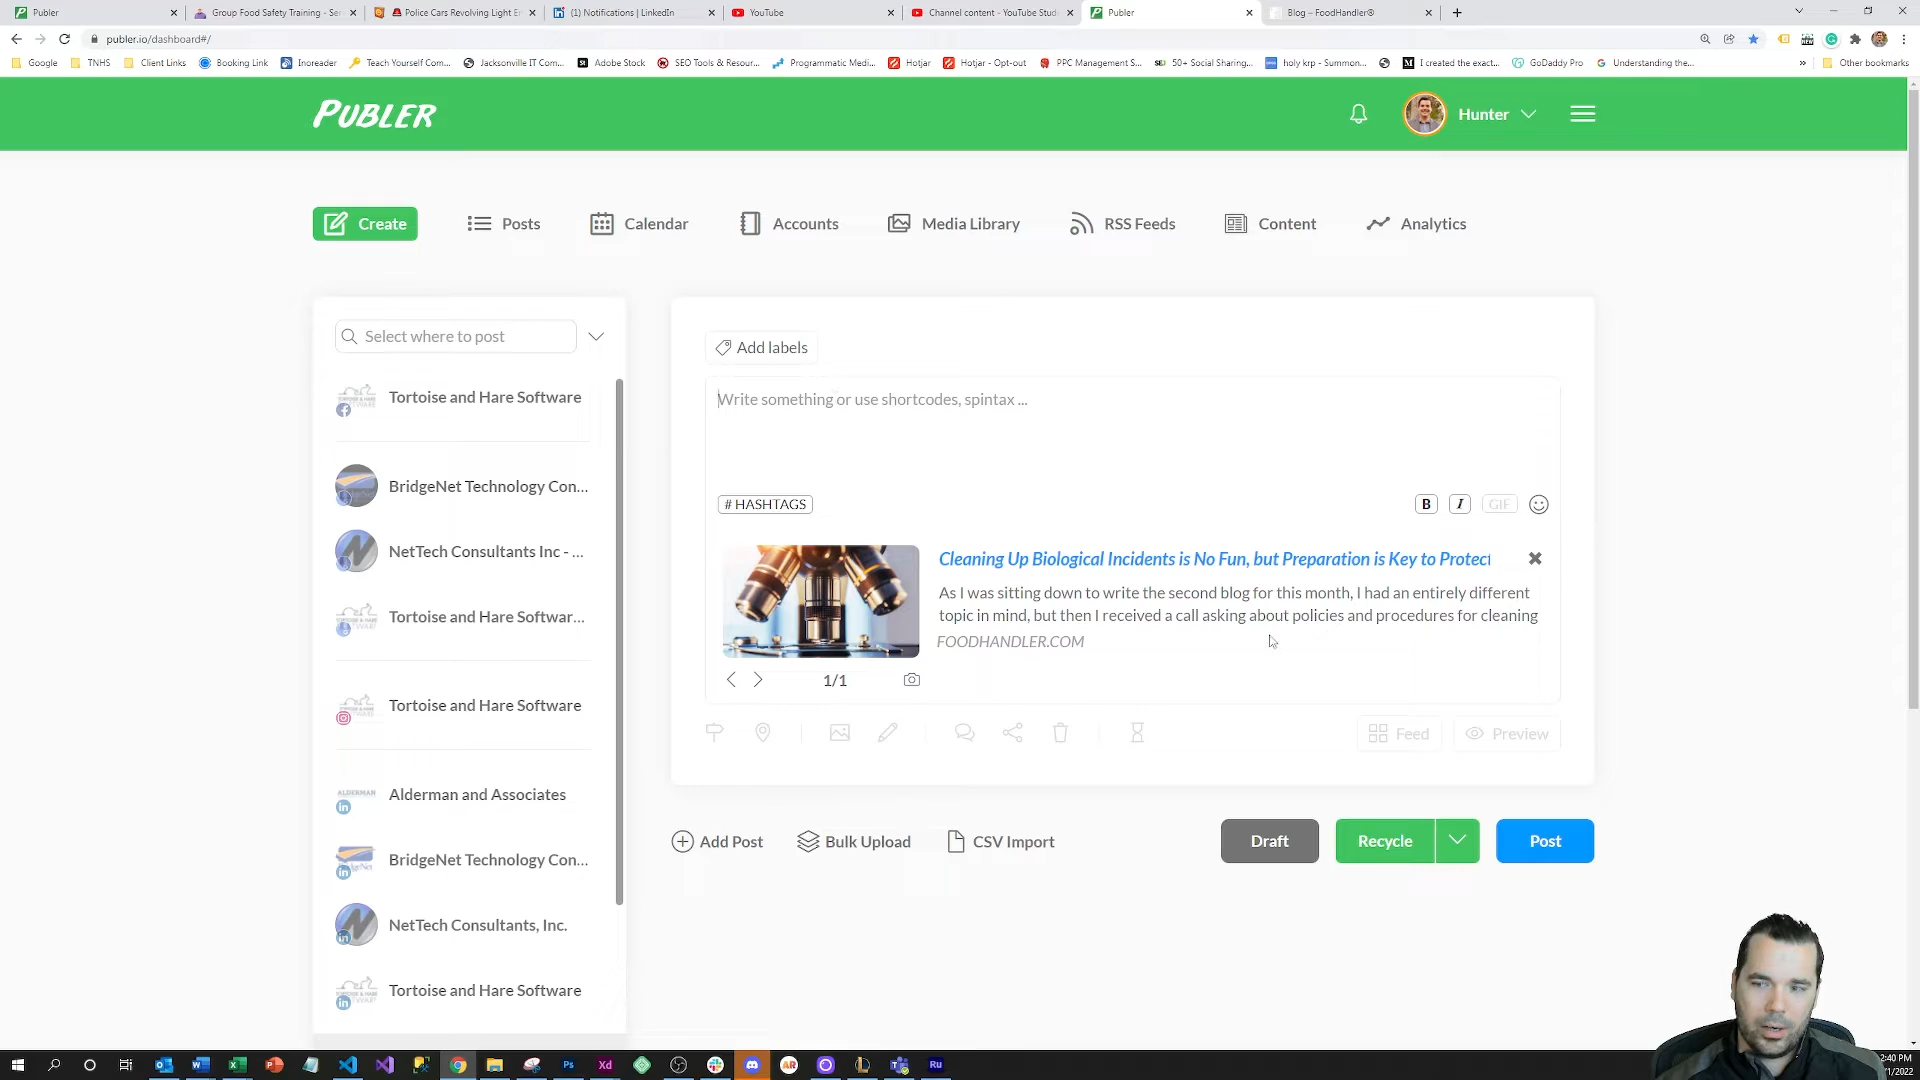 Publer
Group Food Safety Training - Ser
Police Cars Revolving Light E
(1) Notifications | LinkedIn
YouTube
Channel content - YouTube Stud
Publer
Blog – FoodHandler®
publer.io/dashboard#/
Google
TNHS
Client Links
Booking Link
Inoreader
Teach Yourself Com...
Jacksonville IT Com...
Adobe Stock
SEO Tools & Resour...
Programmatic Medi...
Hotjar
Hotjar - Opt-out
PPC Management S...
50+ Social Sharing...
holy krp - Summon...
I created the exact...
GoDaddy Pro
Understanding the...
»
Other bookmarks
PUBLER
Hunter
Create
Posts
Calendar
Accounts
Media Library
RSS Feeds
Content
Analytics
Select where to post
Tortoise and Hare Software
BridgeNet Technology Con...
NetTech Consultants Inc - ...
Tortoise and Hare Softwar...
Tortoise and Hare Software
Alderman and Associates
BridgeNet Technology Con...
NetTech Consultants, Inc.
Tortoise and Hare Software
Add labels
Write something or use shortcodes, spintax ...
# HASHTAGS
B
I
GIF
Cleaning Up Biological Incidents is No Fun, but Preparation is Key to Protect
As I was sitting down to write the second blog for this month, I had an entirely different
topic in mind, but then I received a call asking about policies and procedures for cleaning
FOODHANDLER.COM
1/1
Feed
Preview
Add Post
Bulk Upload
CSV Import
Draft
Recycle
Post
2:40 PM
/1/2022